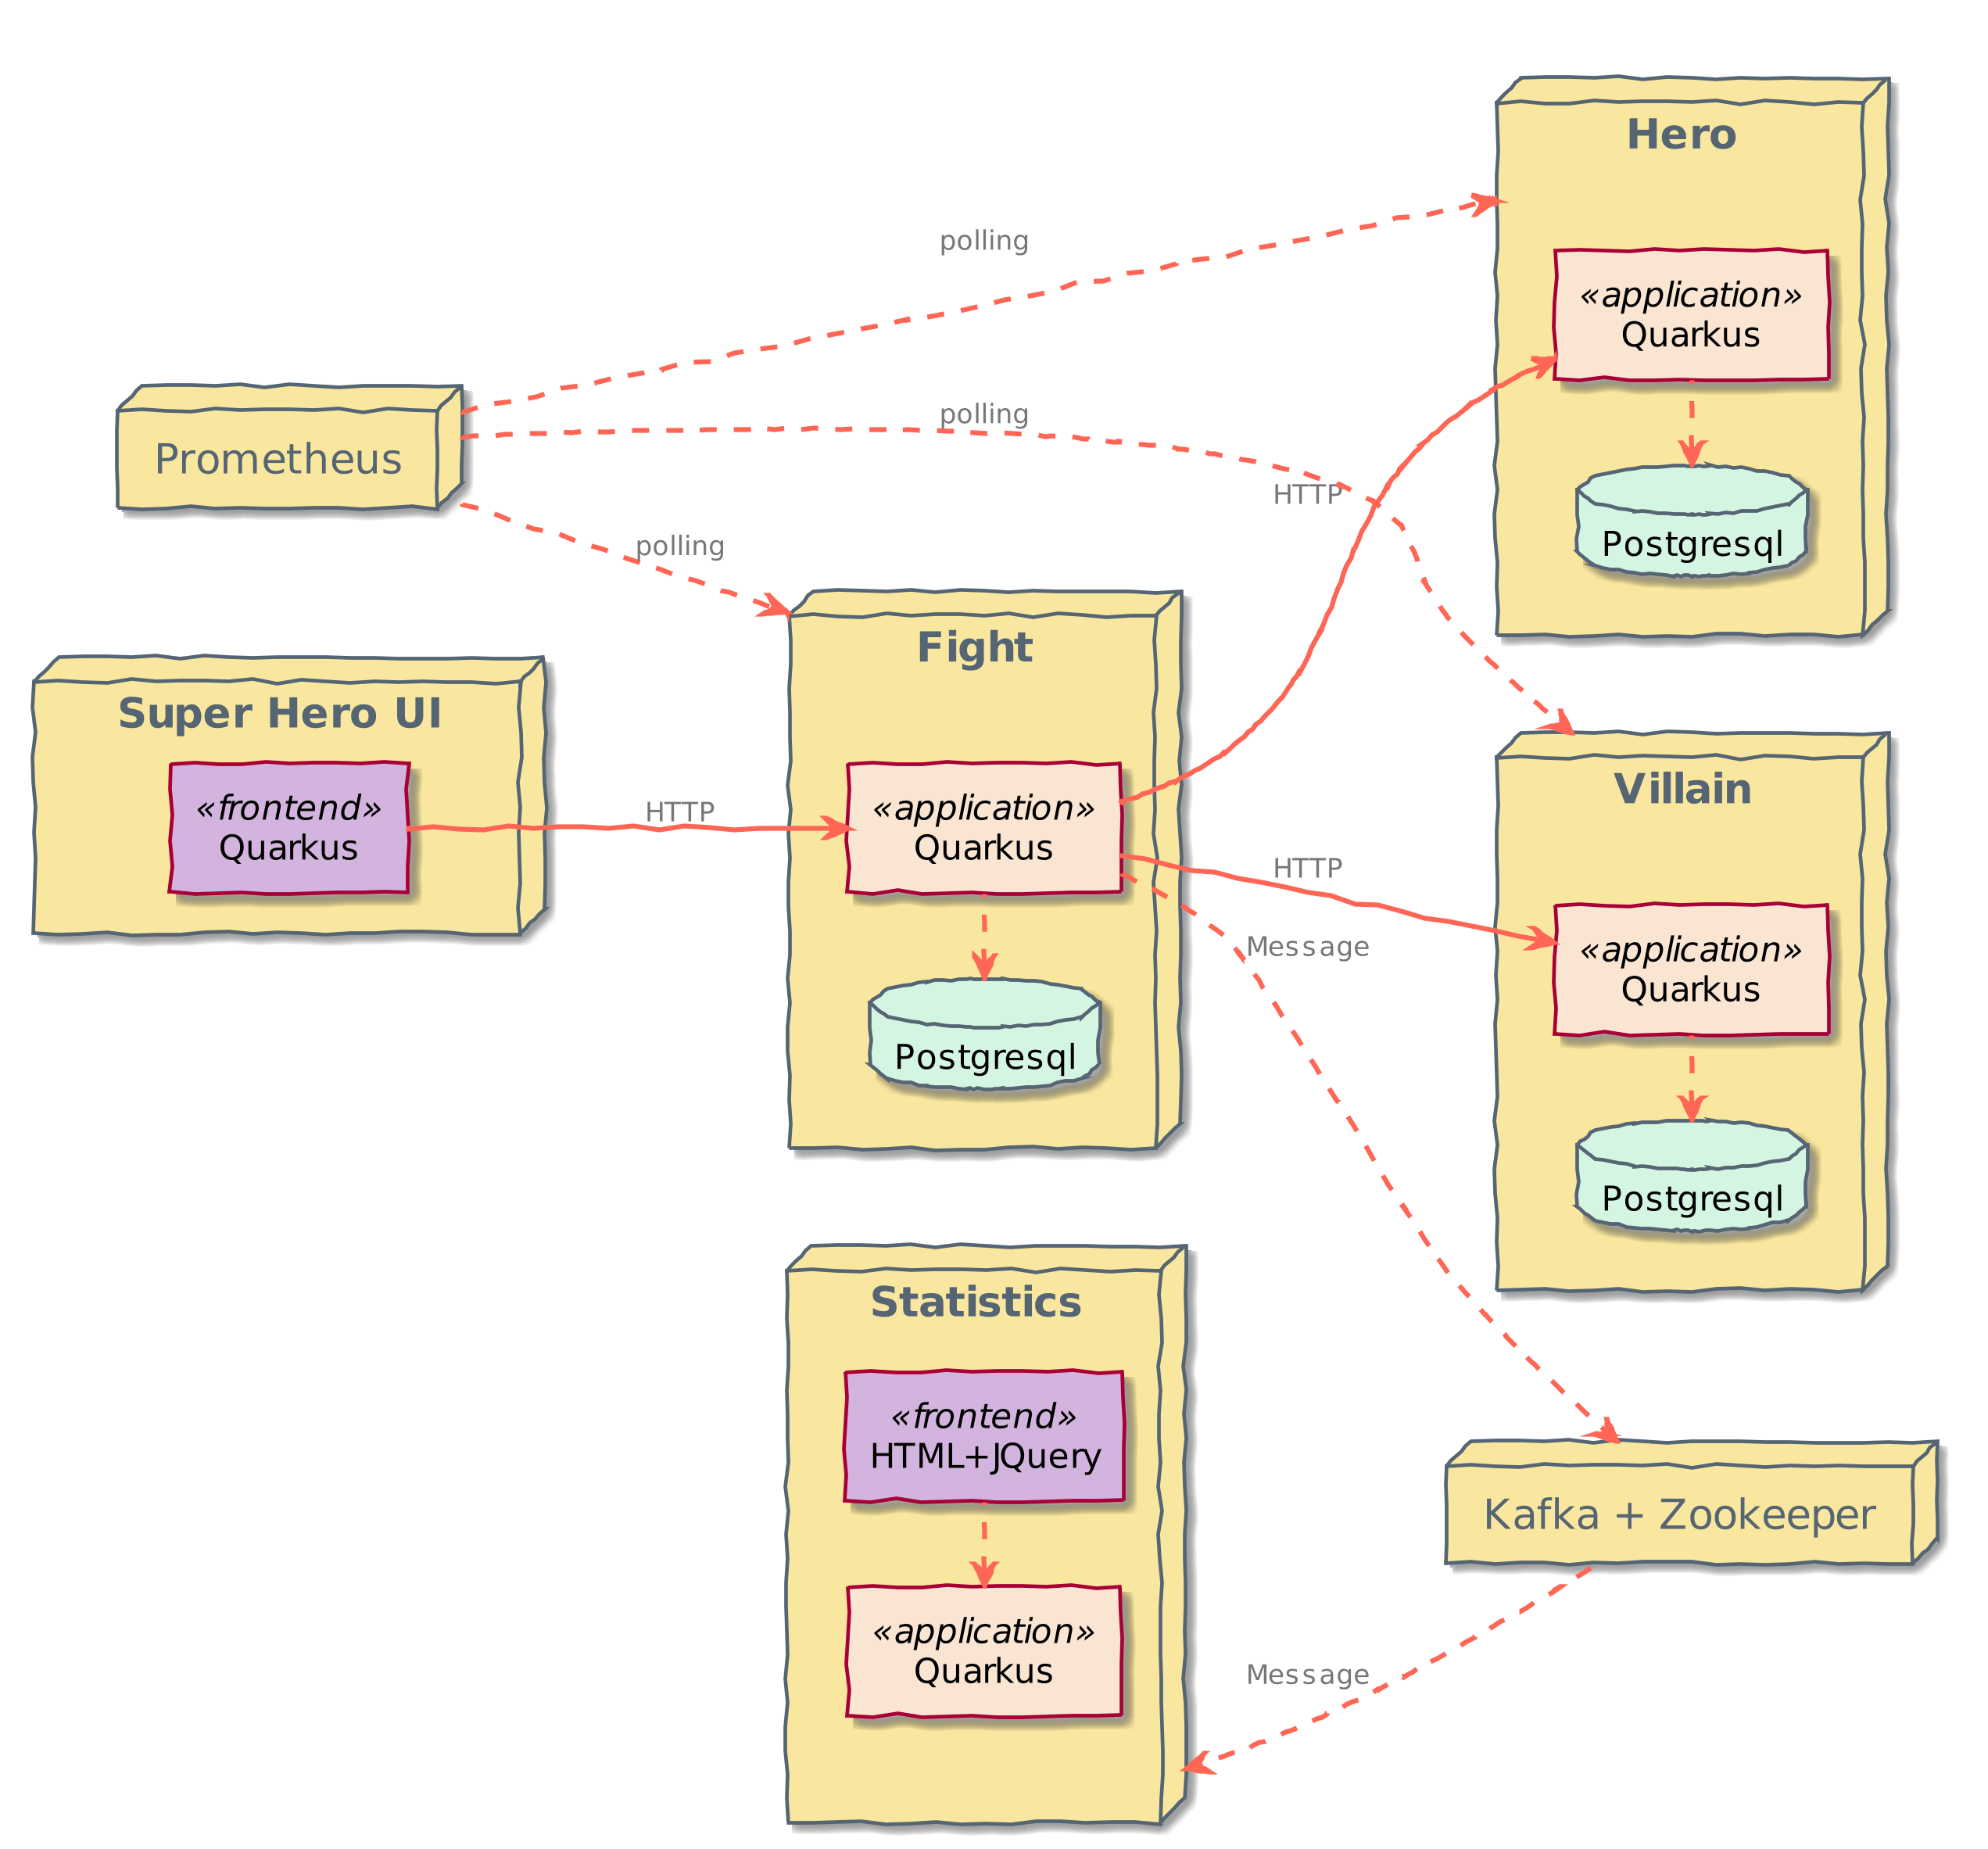 Hero
polling
«application»
Quarkus
polling
Prometheus
HTTP
Postgresql
polling
Fight
Super Hero UI
Villain
«frontend»
Quarkus
HTTP
«application»
Quarkus
HTTP
Message
«application»
Quarkus
Postgresql
Postgresql
Statistics
«frontend»
HTML+JQuery
Kafka + Zookeeper
«application»
Quarkus
Message